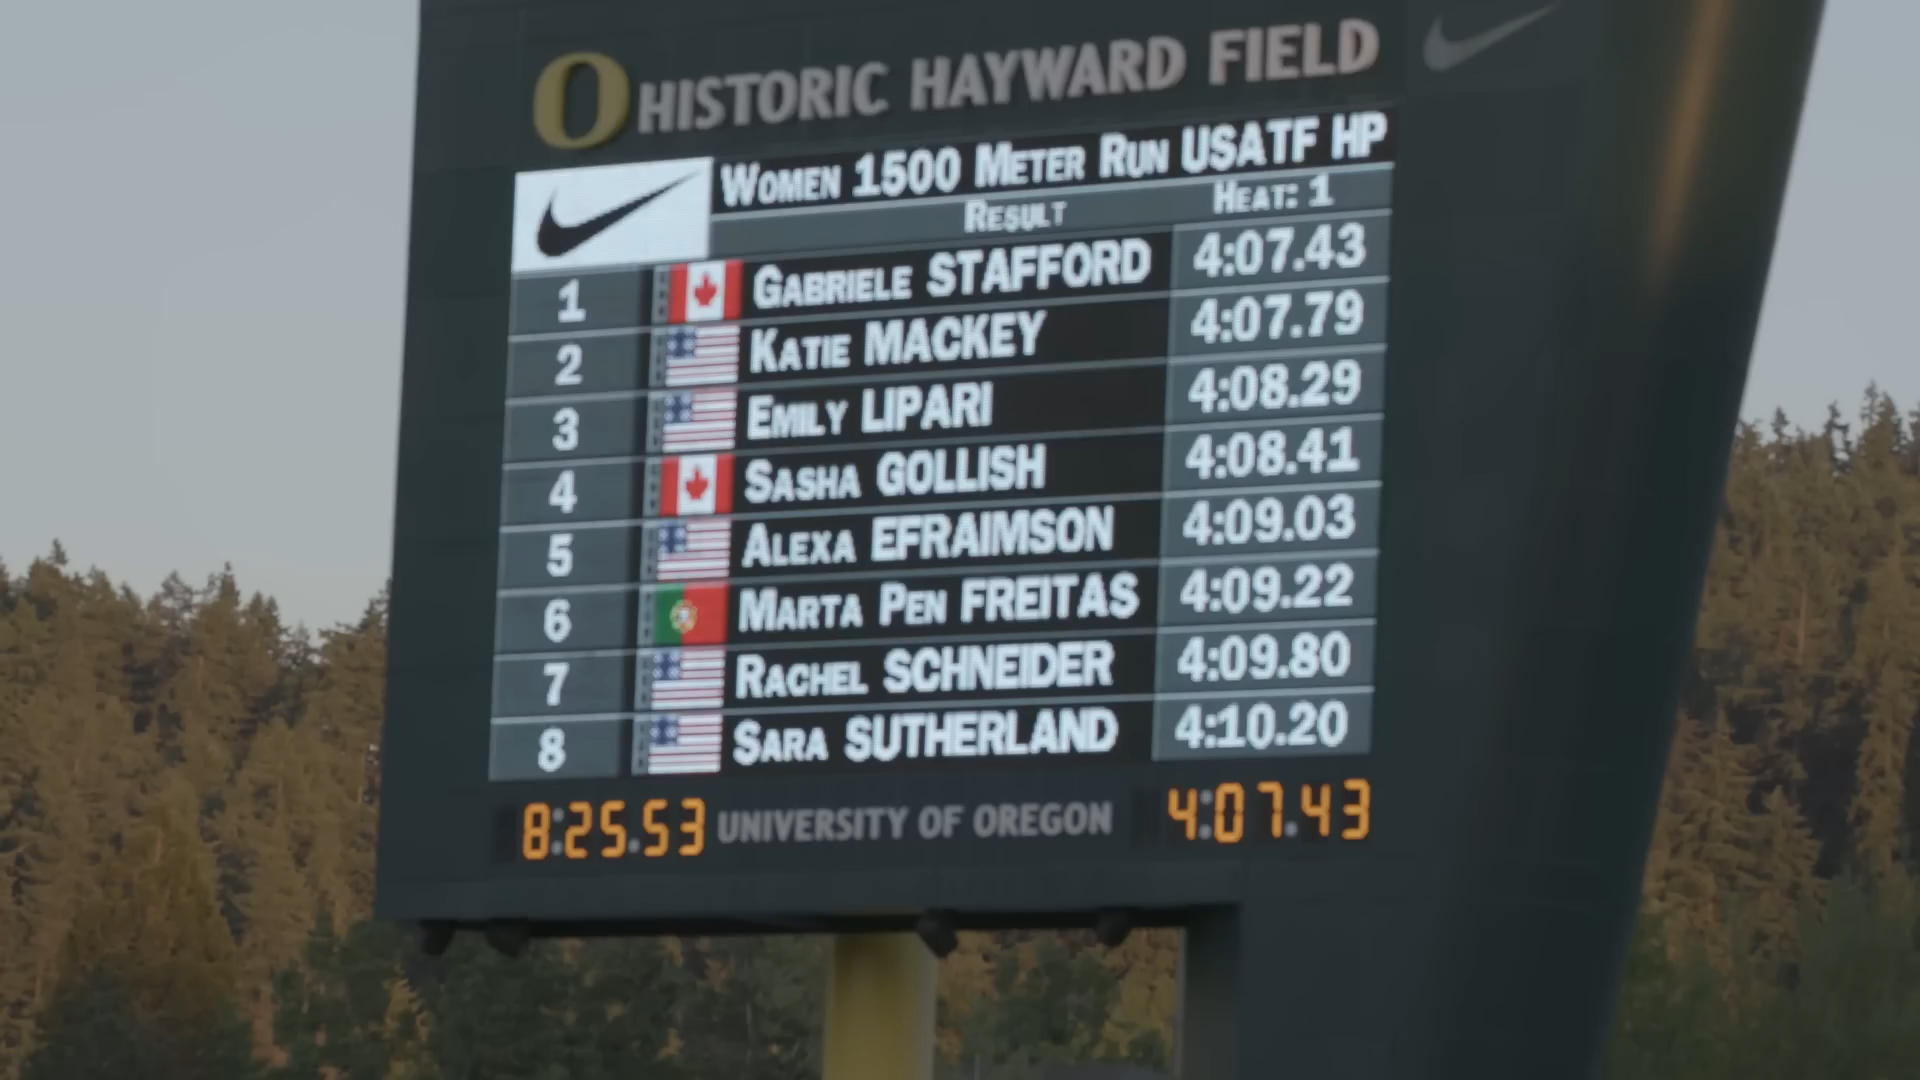 O HISTORIC HAYWARD FIELD
WOMEN 1500 METER RUN USATF HP
RESULT HEAT: 1
1 GABRIELE STAFFORD 4:07.43
2 KATIE MACKEY 4:07.79
3 EMILY LIPARI 4:08.29
4 SASHA GOLLISH 4:08.41
5 ALEXA EFRAIMSON 4:09.03
6 MARTA PEN FREITAS 4:09.22
7 RACHEL SCHNEIDER 4:09.80
8 SARA SUTHERLAND 4:10.20
8:25.53 UNIVERSITY OF OREGON 4:07.43